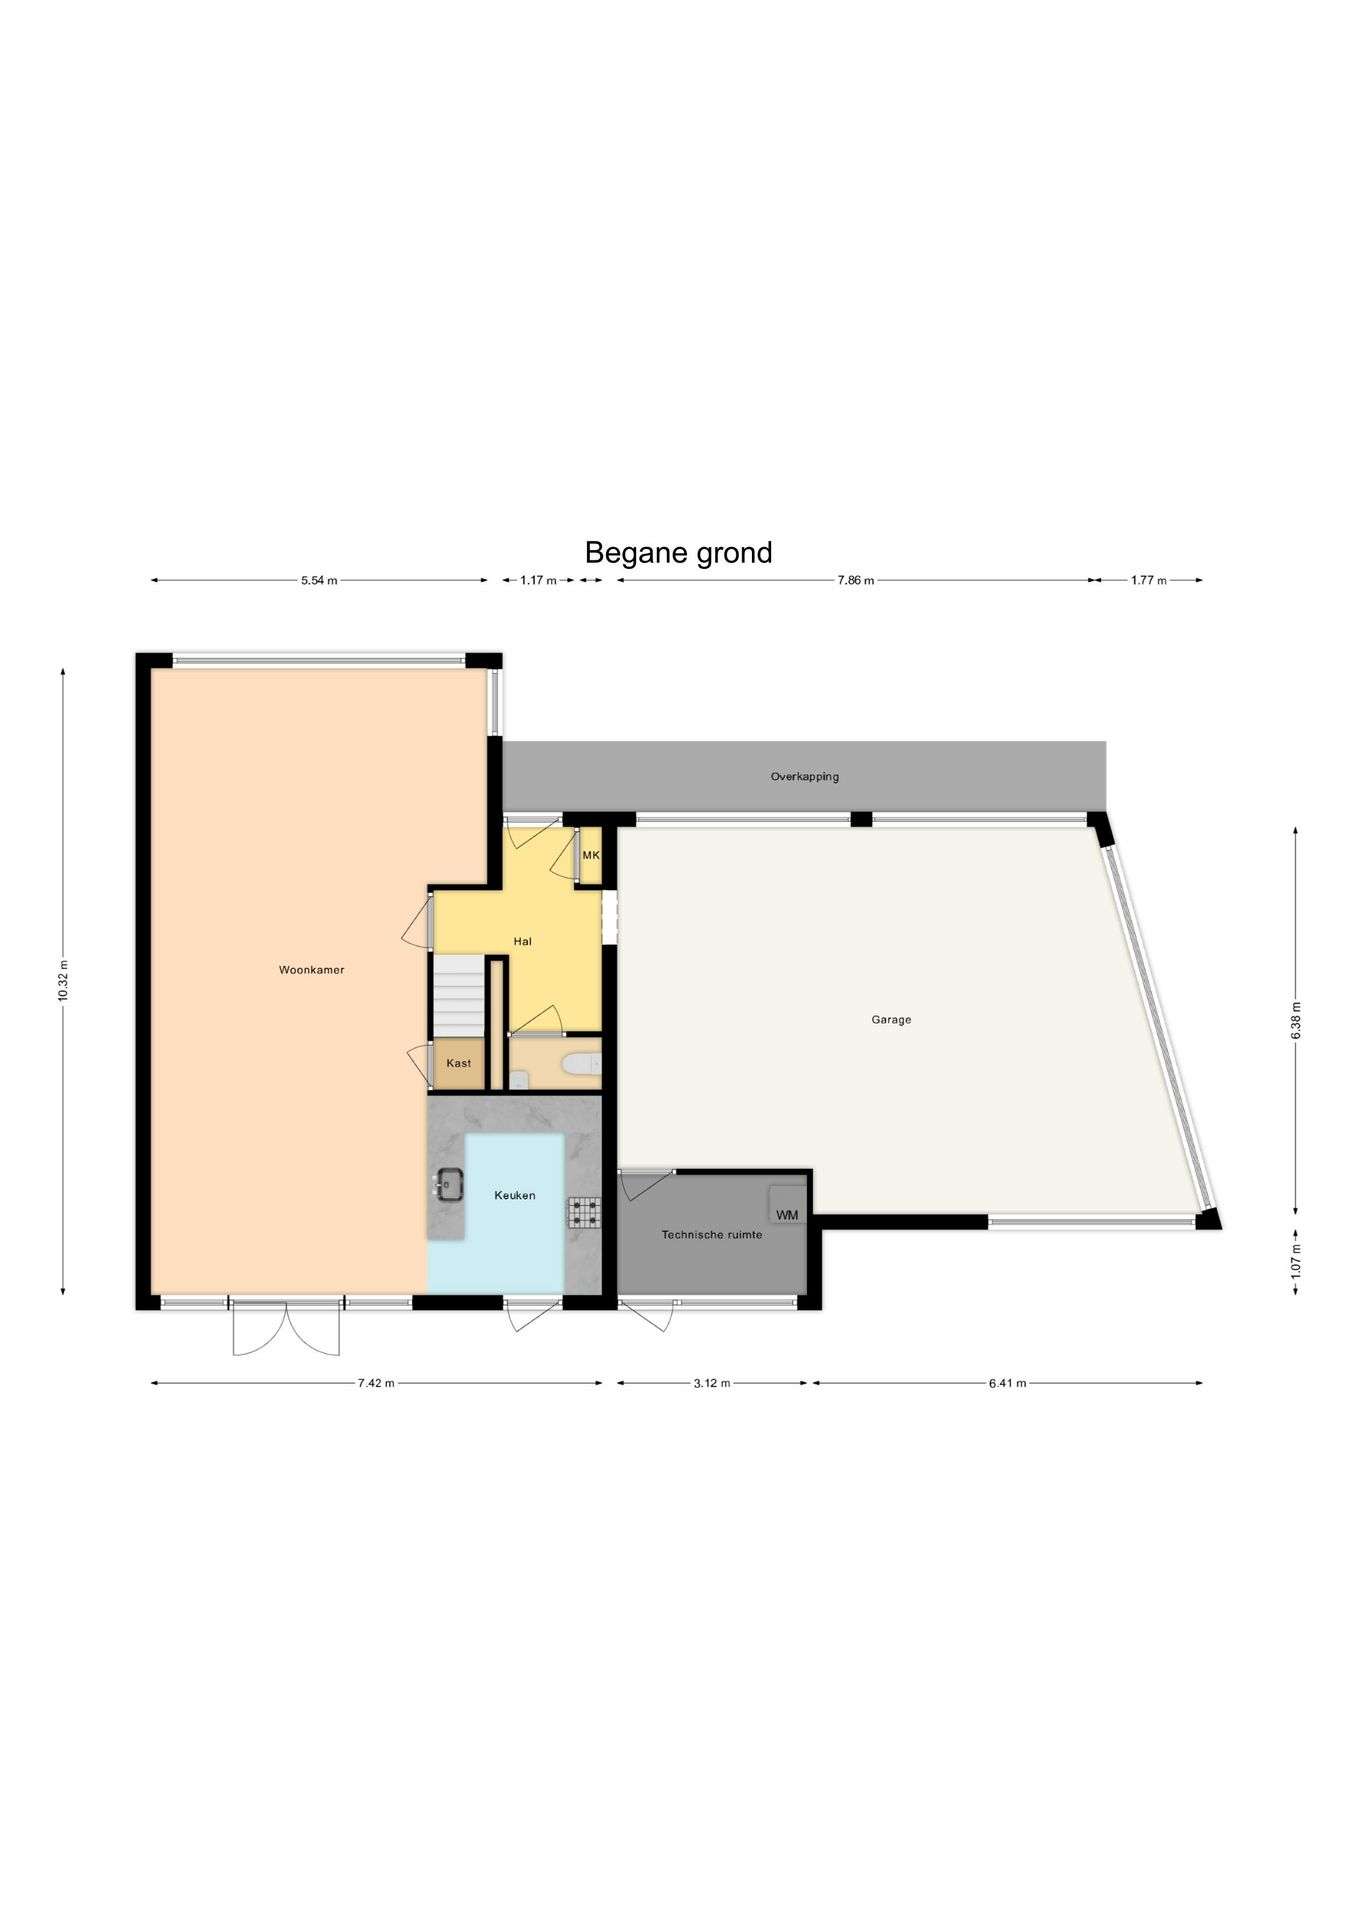 Begane grond
5.54 m
1.17 m
7.86 m
1.77 m
Overkapping
MK
Hal
Woonkamer
10.32 m
Garage
6.38 m
Kast
Keuken
WM
Technische ruimte
1.07 m
7.42 m
3.12 m
6.41 m